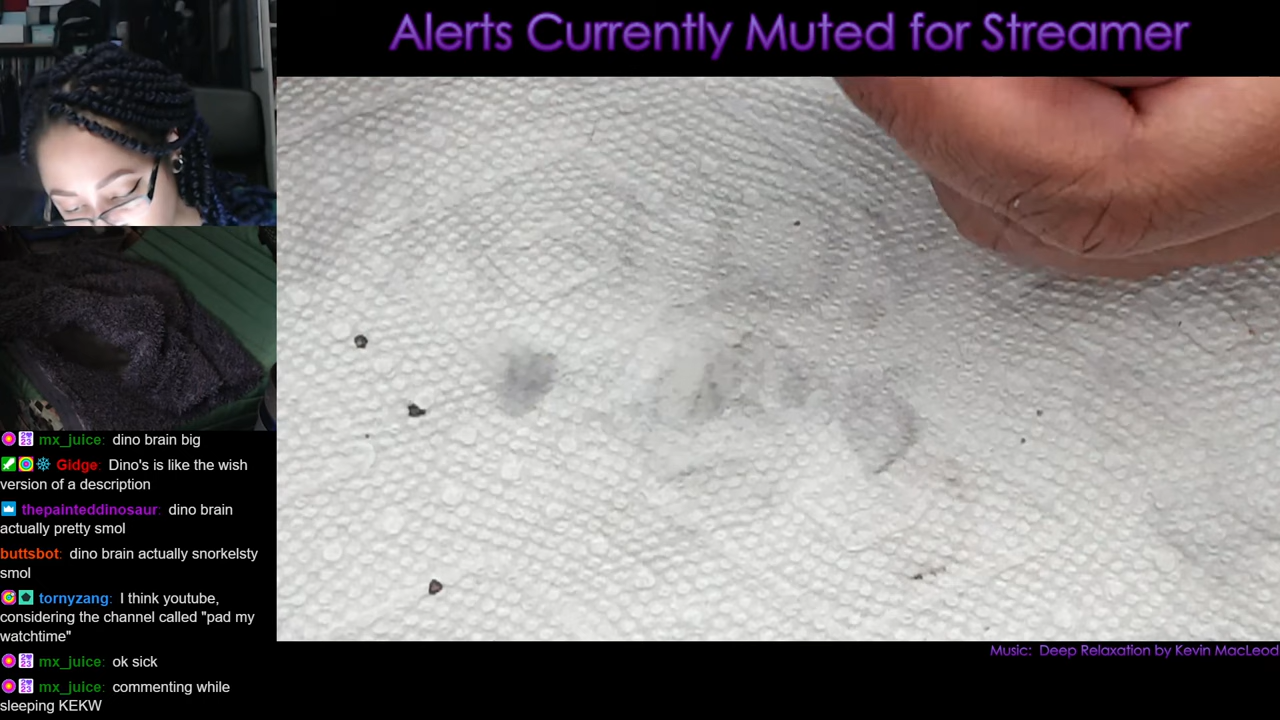 Alerts Currently Muted for Streamer
mx_juice: dino brain big
Gidge: Dino's is like the wish
version of a description
thepainteddinosaur: dino brain
actually pretty smol
buttsbot: dino brain actually snorkelsty
smol
tornyzang: I think youtube,
considering the channel called "pad my
watchtime"
mx_juice: ok sick
mx_juice: commenting while
sleeping KEKW
Music: Deep Relaxation by Kevin MacLeod